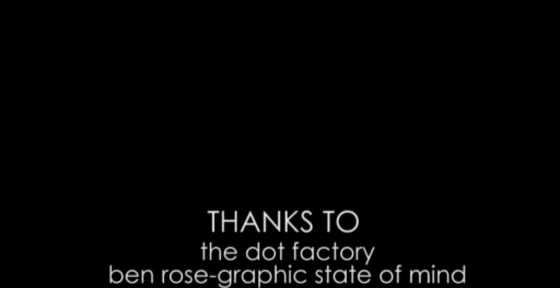 THANKS TO
the dot factory
ben rose-graphic state of mind